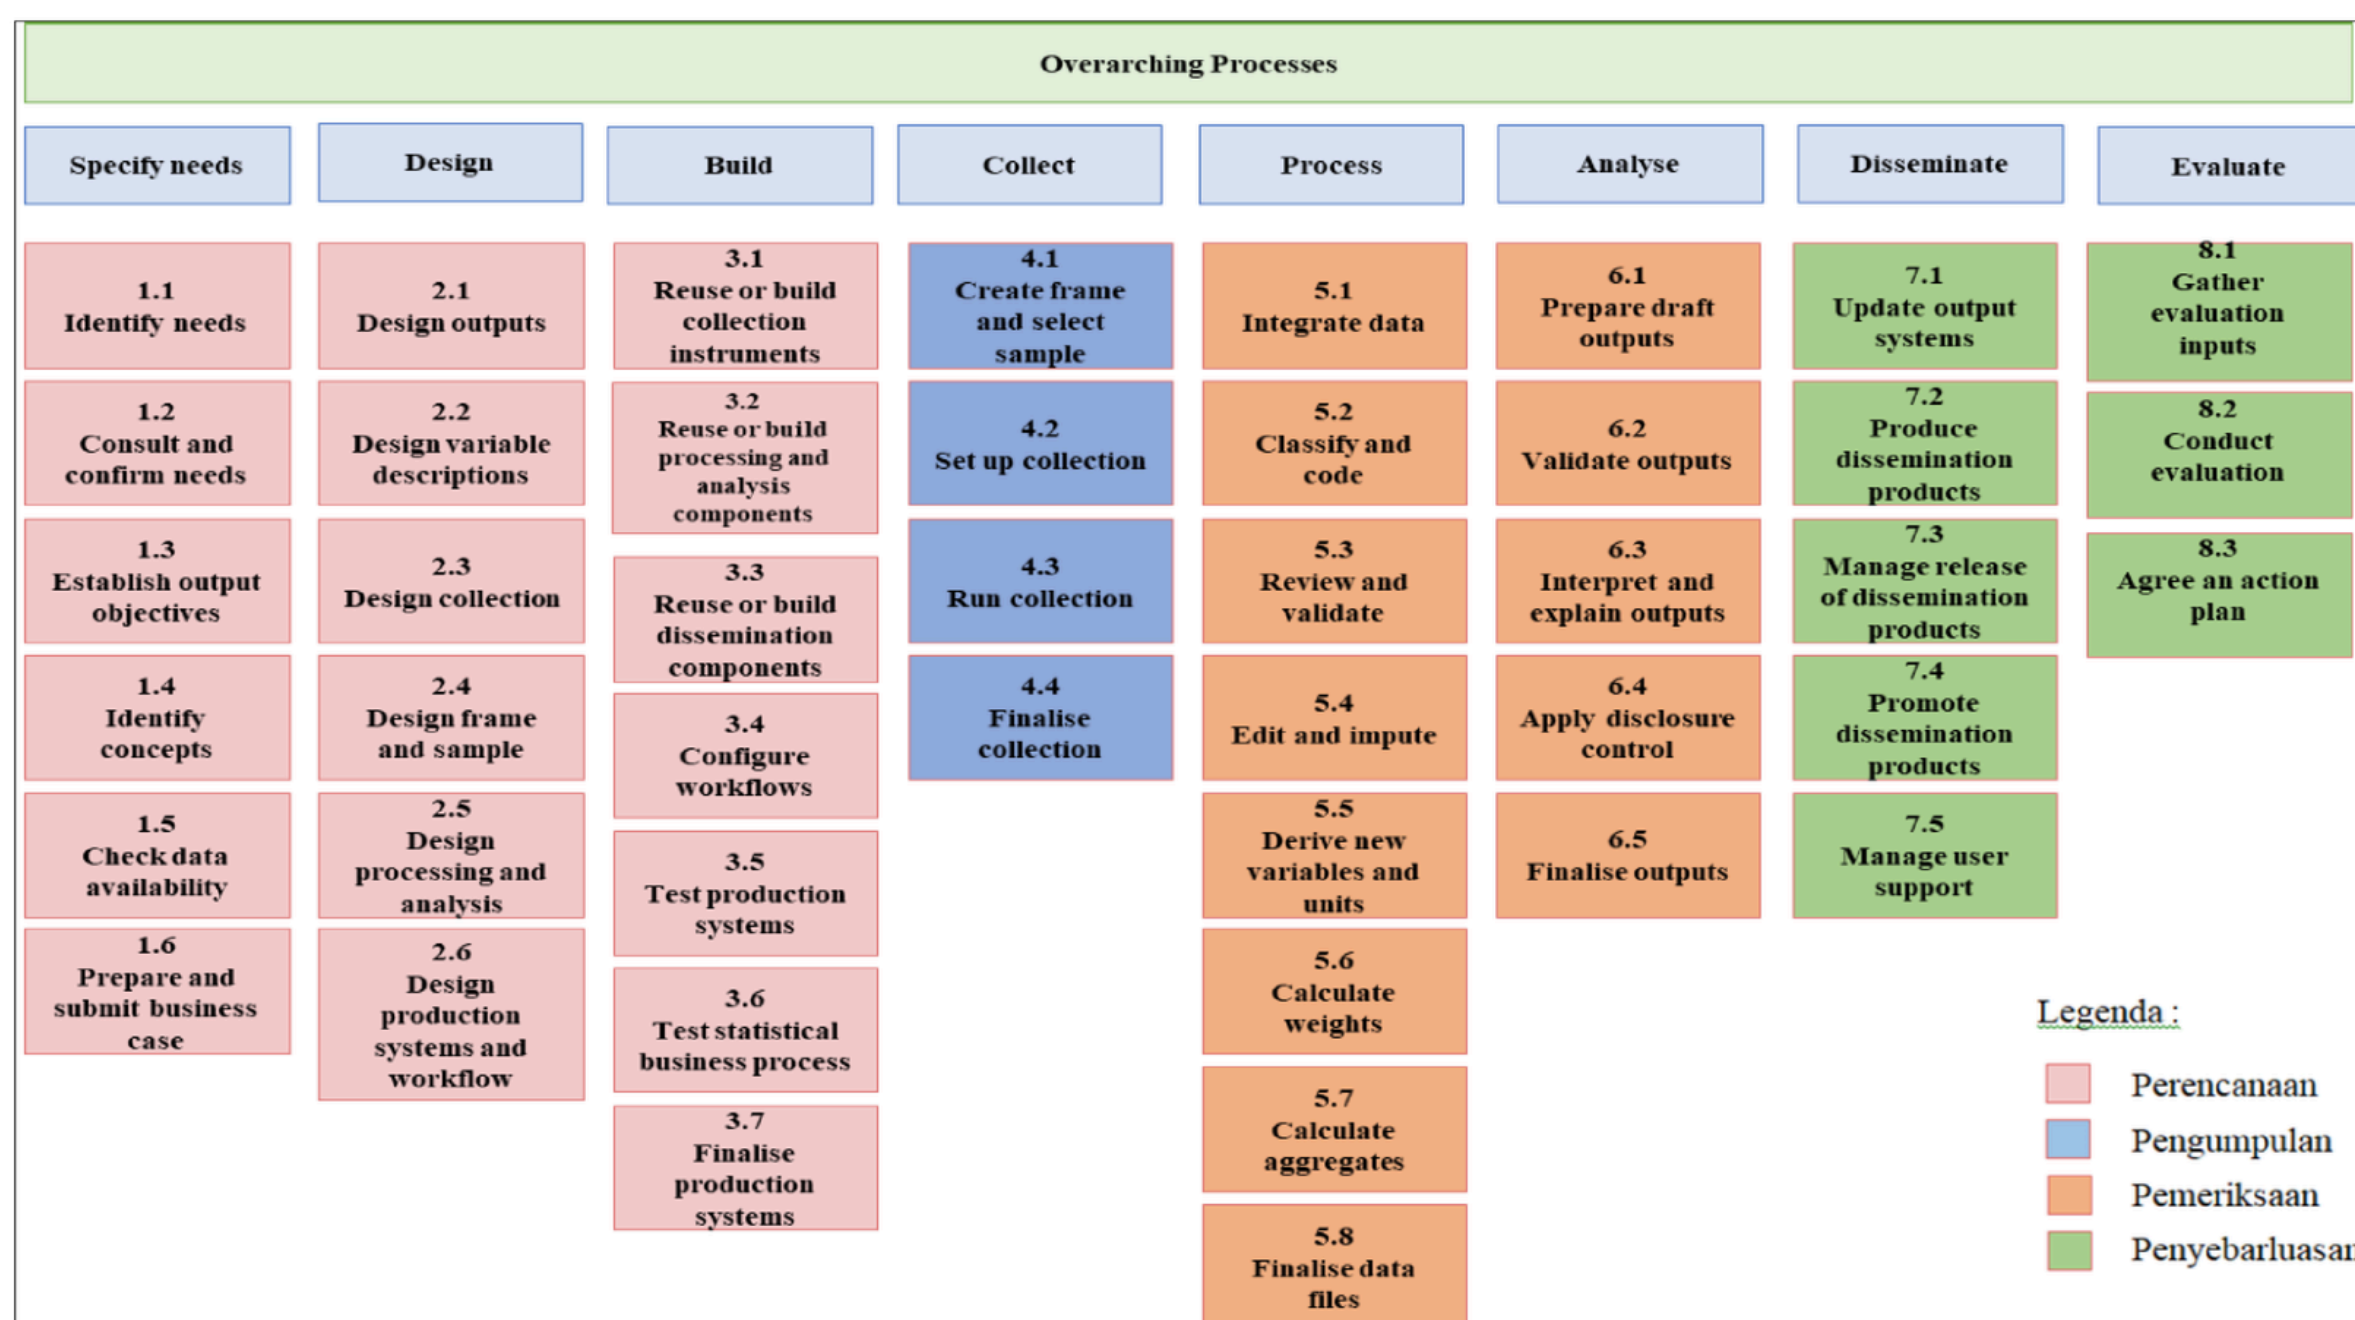 Overarching Processes
Specify needs
Design
Build
Collect
Process
Analyse
Disseminate
Evaluate
1.1
Identify needs
1.2
Consult and
confirm needs
1.3
Establish output
objectives
1.4
Identify
concepts
1.5
Check data
availability
1.6
Prepare and
submit business
case
2.1
Design outputs
2.2
Design variable
descriptions
2.3
Design collection
2.4
Design frame
and sample
2.5
Design
processing and
analysis
2.6
Design
production
systems and
workflow
3.1
Reuse or build
collection
instruments
3.2
Reuse or build
processing and
analysis
components
3.3
Reuse or build
dissemination
components
3.4
Configure
workflows
3.5
Test production
systems
3.6
Test statistical
business process
3.7
Finalise
production
systems
4.1
Create frame
and select
sample
4.2
Set up collection
4.3
Run collection
4.4
Finalise
collection
5.1
Integrate data
5.2
Classify and
code
5.3
Review and
validate
5.4
Edit and impute
5.5
Derive new
variables and
units
5.6
Calculate
weights
5.7
Calculate
aggregates
5.8
Finalise data
files
6.1
Prepare draft
outputs
6.2
Validate outputs
6.3
Interpret and
explain outputs
6.4
Apply disclosure
control
6.5
Finalise outputs
7.1
Update output
systems
7.2
Produce
dissemination
products
7.3
Manage release
of dissemination
products
7.4
Promote
dissemination
products
7.5
Manage user
support
8.1
Gather
evaluation
inputs
8.2
Conduct
evaluation
8.3
Agree an action
plan
Legenda :
Perencanaan
Pengumpulan
Pemeriksaan
Penyebarluasan